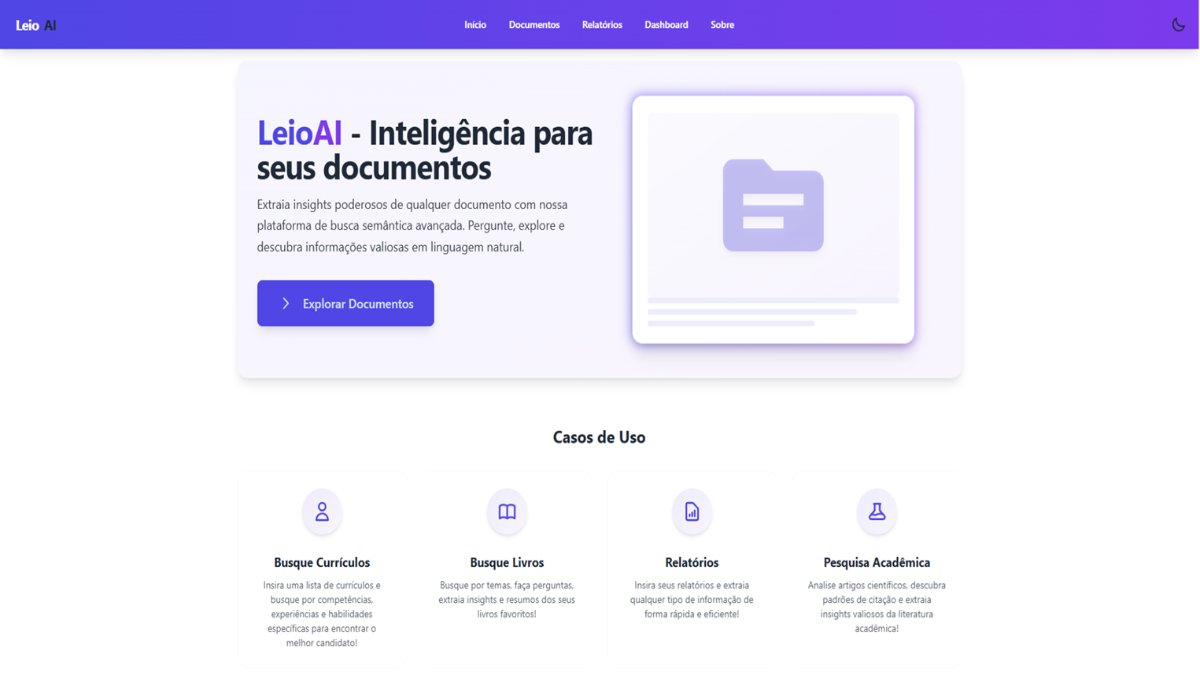 Leio AI
Início Documentos Relatórios Dashboard Sobre
LeioAI - Inteligência para
seus documentos
Extraia insights poderosos de qualquer documento com nossa
plataforma de busca semântica avançada. Pergunte, explore e
descubra informações valiosas em linguagem natural.
Explorar Documentos
Casos de Uso
Busque Currículos
Insira uma lista de currículos e
busque por competências,
experiências e habilidades
específicas para encontrar o
melhor candidato!
Busque Livros
Busque por temas, faça perguntas,
extraia insights e resumos dos seus
livros favoritos!
Relatórios
Insira seus relatórios e extraia
qualquer tipo de informação de
forma rápida e eficiente!
Pesquisa Acadêmica
Analise artigos científicos, descubra
padrões de citação e extraia
insights valiosos da literatura
acadêmica!